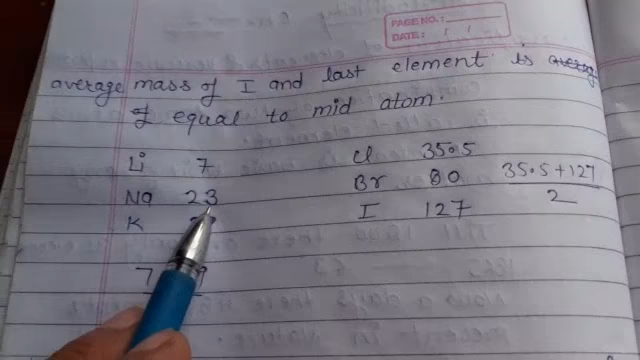 PAGE NO.:
DATE: / /
average mass of I and last element is
of equal to mid atom.
Li 7 Cl 35.5
Na 23 Br 80 35.5+127
K I 127 2
7